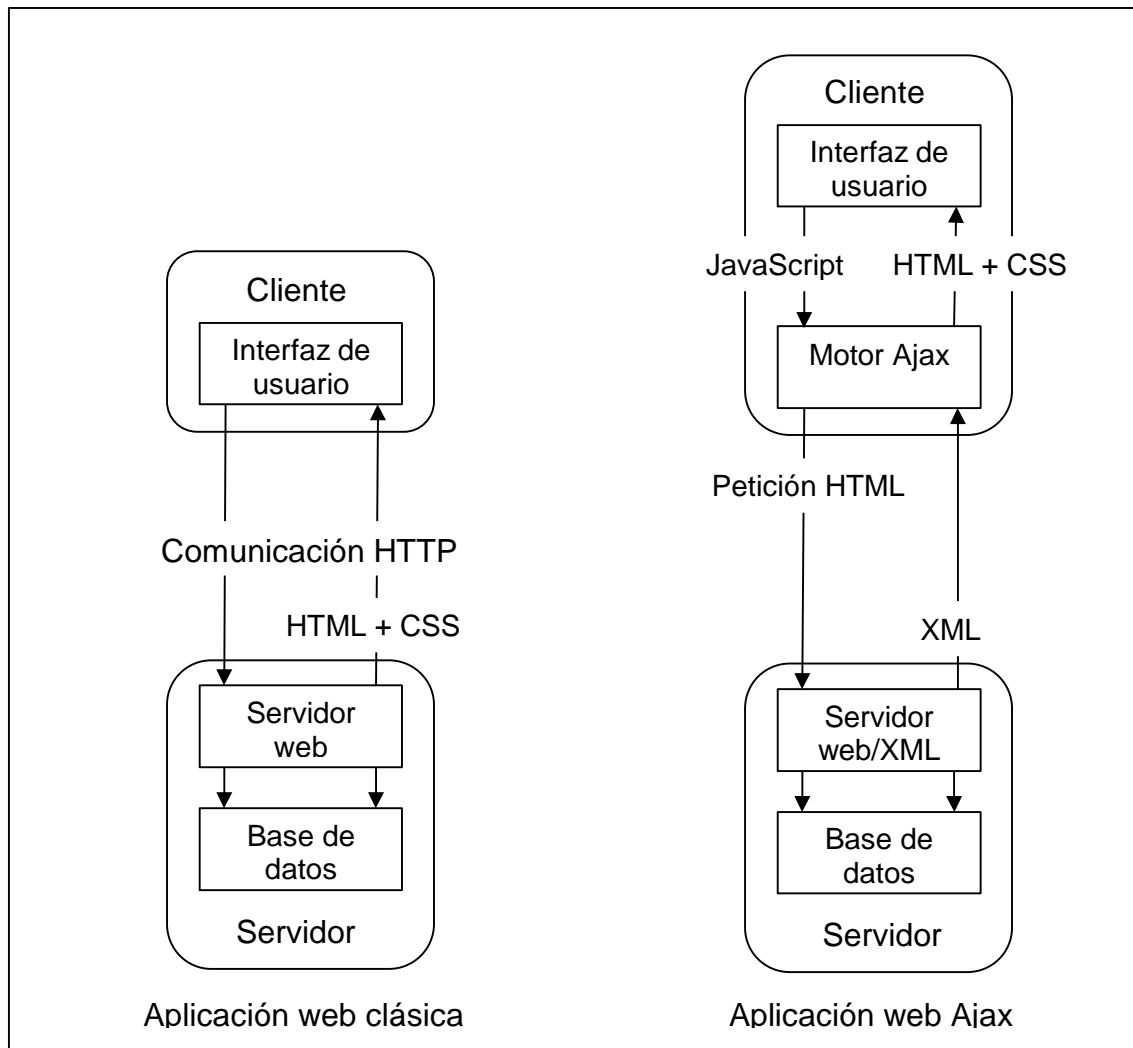 Cliente
Interfaz de
usuario
Comunicación HTTP
HTML + CSS
Servidor
web
Base de
datos
Servidor
Aplicación web clásica
Cliente
Interfaz de
usuario
JavaScript
HTML + CSS
Motor Ajax
Petición HTML
XML
Servidor
web/XML
Base de
datos
Servidor
Aplicación web Ajax